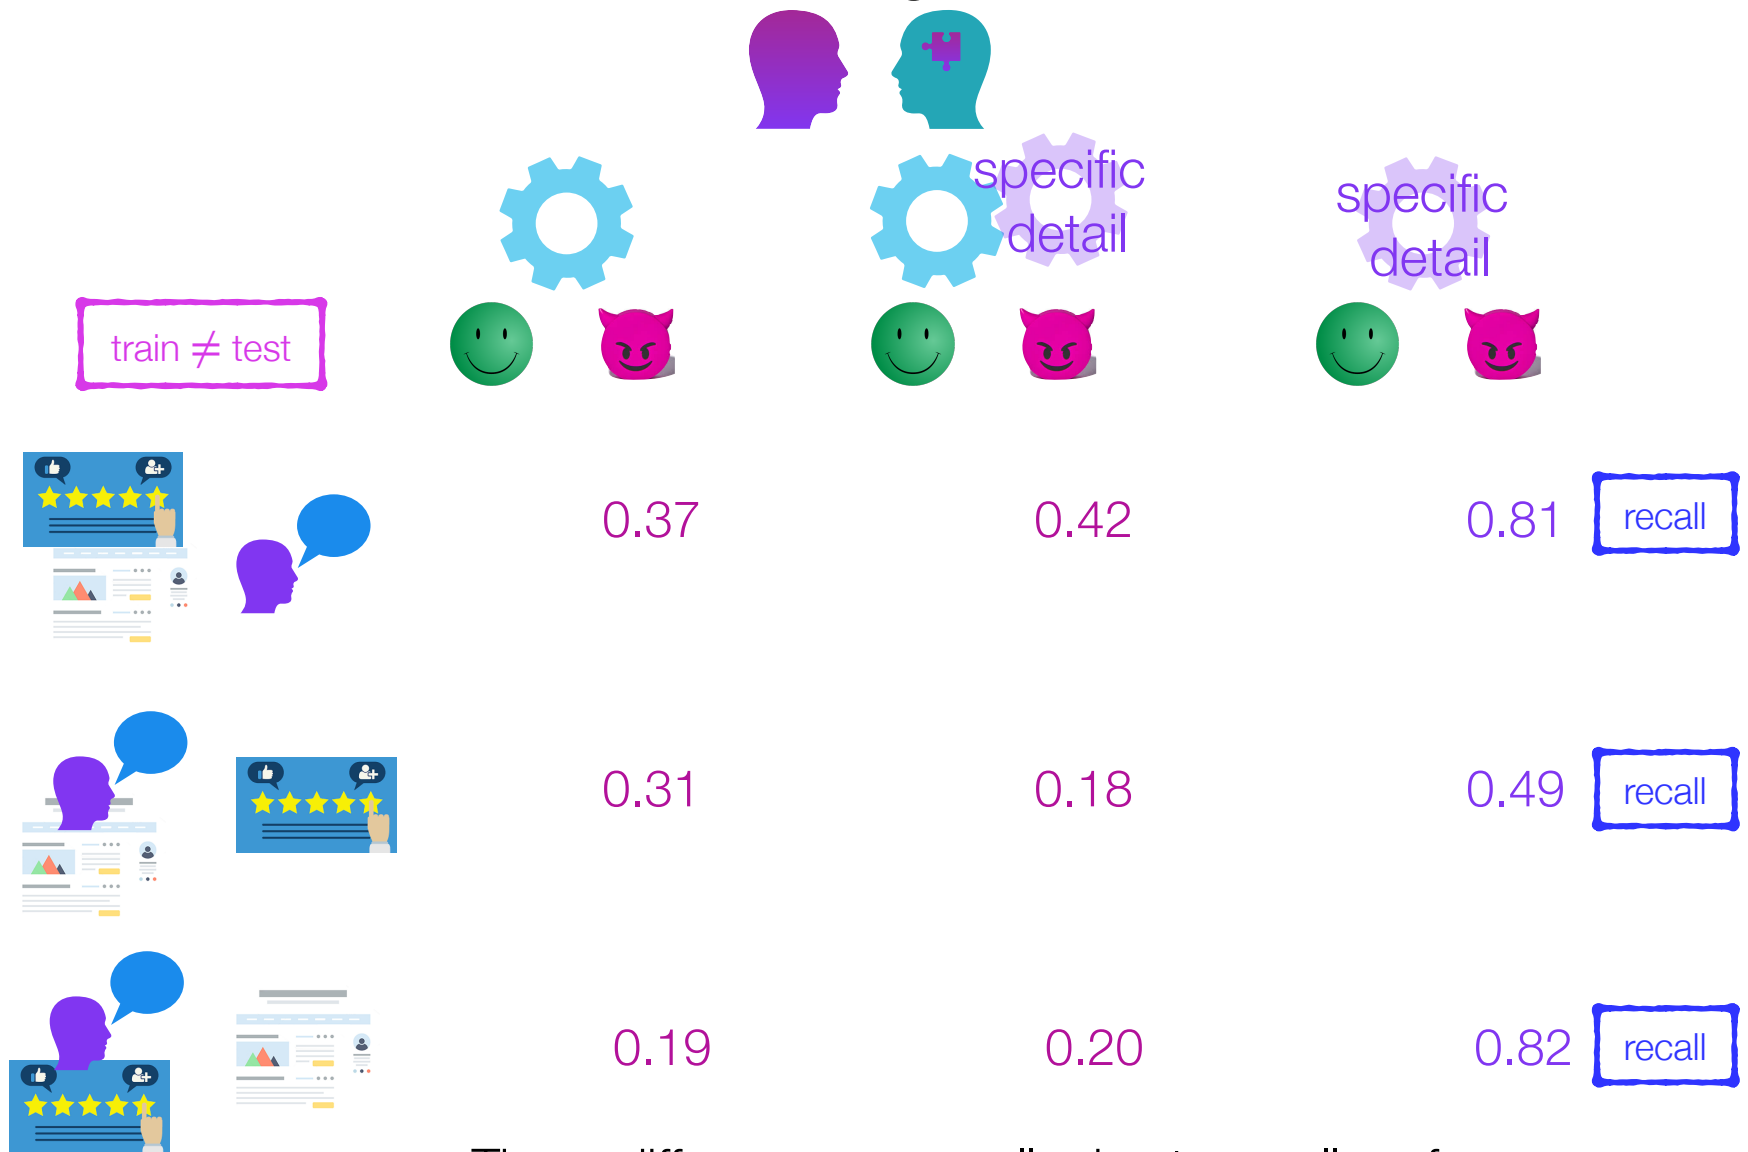 specific
detail
specific
detail
train ≠ test
0.37 0.42 0.81 recall
0.31 0.18 0.49 recall
0.19 0.20 0.82 recall